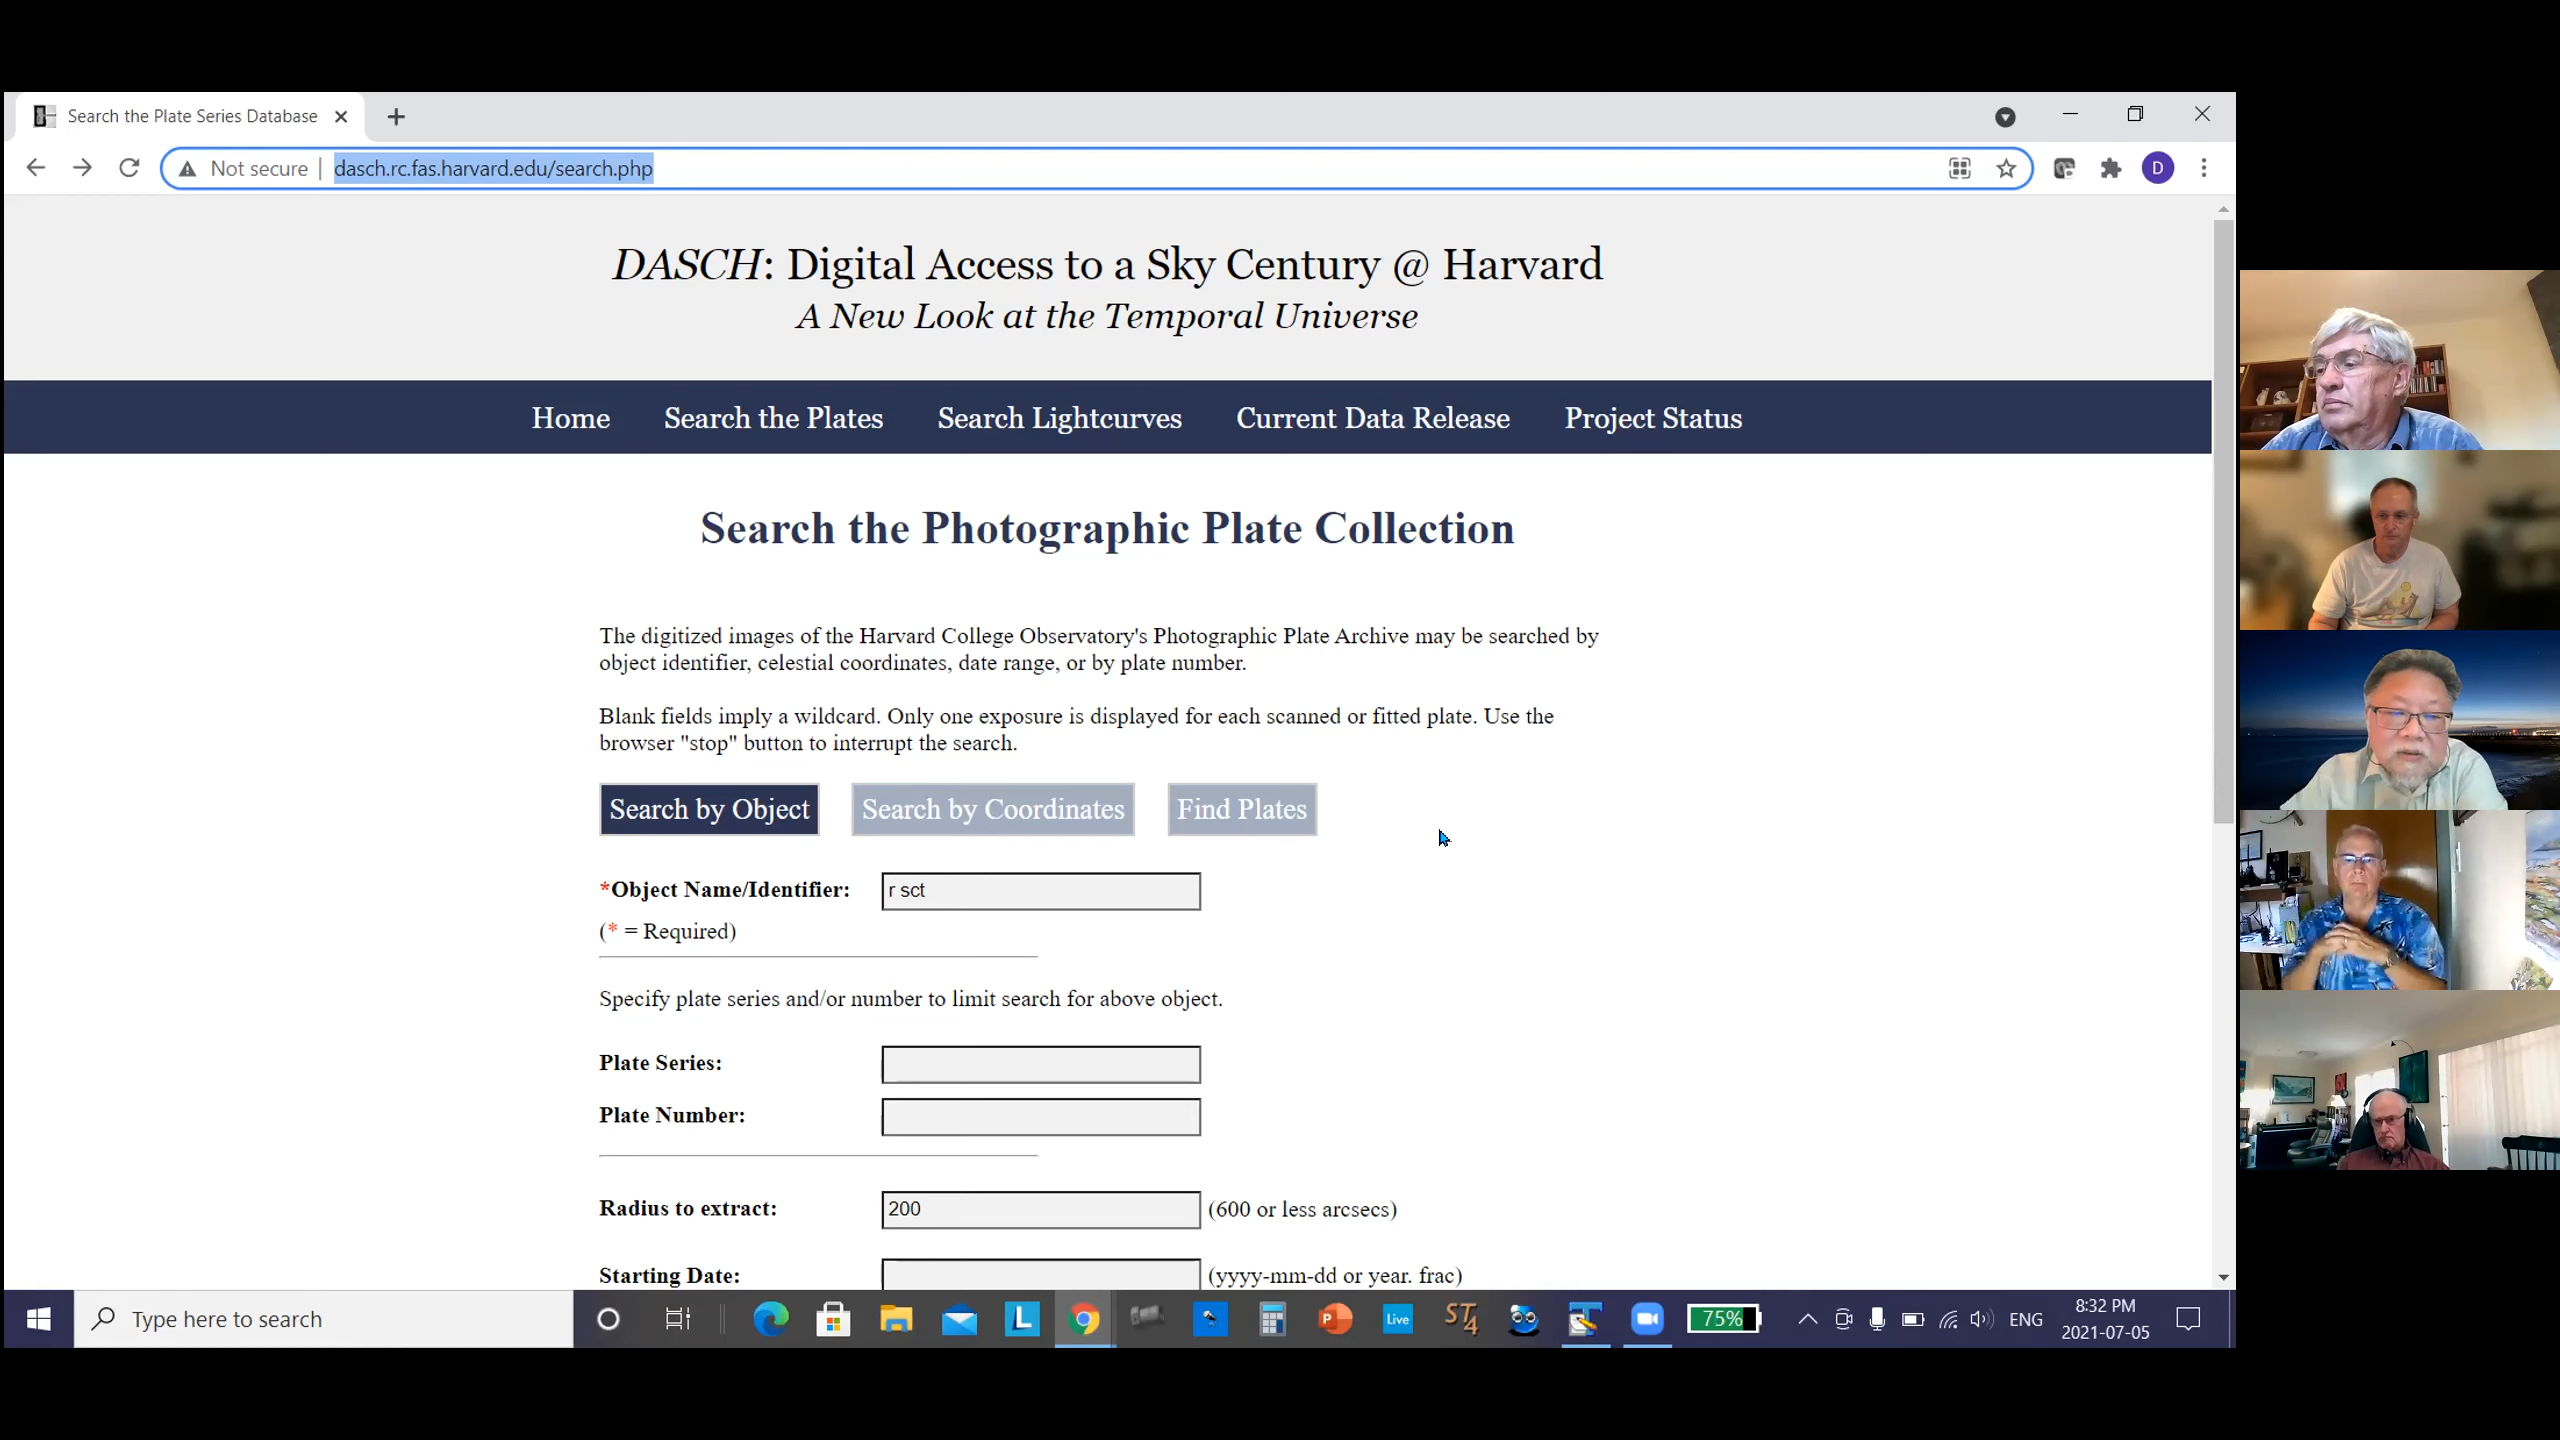 Search the Plate Series Database
Not secure
dasch.rc.fas.harvard.edu/search.php
D
DASCH: Digital Access to a Sky Century @ Harvard
A New Look at the Temporal Universe
Home
Search the Plates
Search Lightcurves
Current Data Release
Project Status
Search the Photographic Plate Collection
The digitized images of the Harvard College Observatory's Photographic Plate Archive may be searched by
object identifier, celestial coordinates, date range, or by plate number.
Blank fields imply a wildcard. Only one exposure is displayed for each scanned or fitted plate. Use the
browser "stop" button to interrupt the search.
Search by Object
Search by Coordinates
Find Plates
*Object Name/Identifier:
r sct
(* = Required)
Specify plate series and/or number to limit search for above object.
Plate Series:
Plate Number:
Radius to extract:
200
(600 or less arcsecs)
Starting Date:
(yyyy-mm-dd or year. frac)
Type here to search
L
Live
ST4
75%
ENG
8:32 PM
2021-07-05